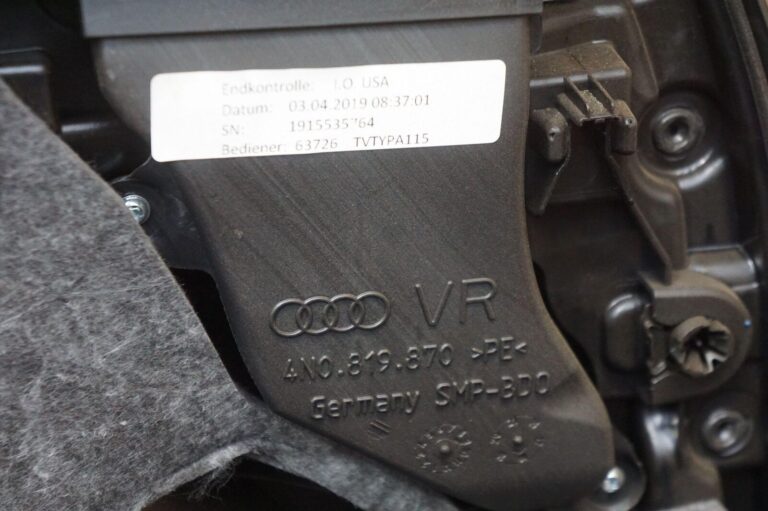 Endkontrolle: I.O. USA
Datum: 03.04.2019 08:37:01
SN: 1915535764
Bediener: 63726 TVTYPA115
VR
4N0.819.870 >PE<
Germany SMP-BDO